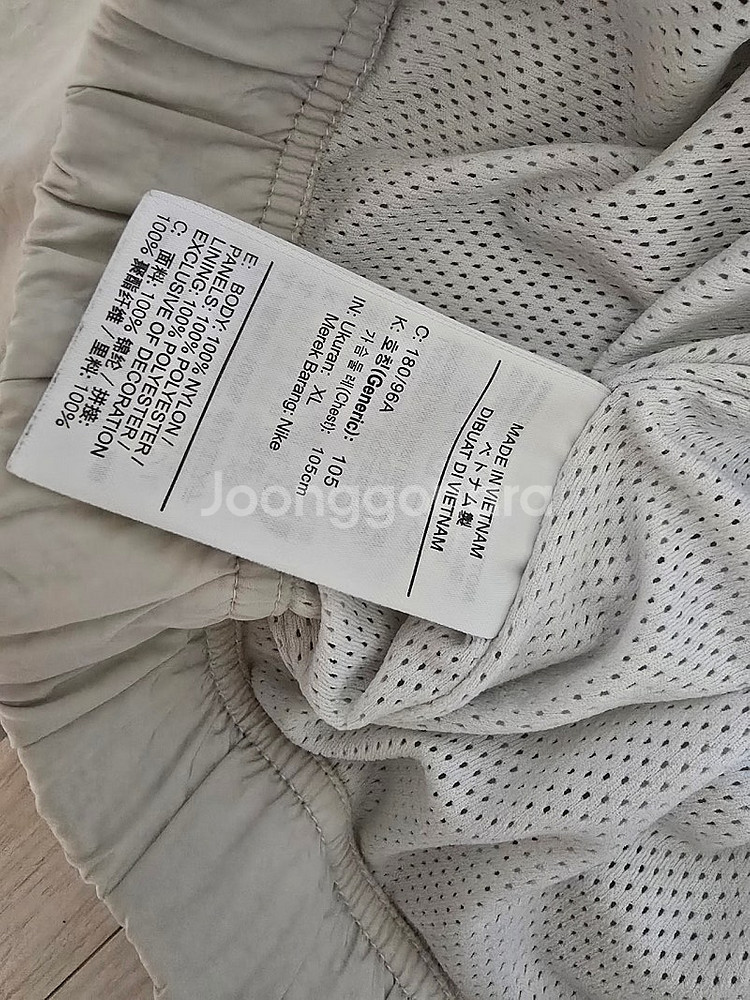 MADE IN VIETNAM
ベトナム製
DIBUAT DI VIETNAM
C: 180/96A
K: 호칭(Generic): 105
가슴둘레(Chest): 105cm
IN: Ukuran: XL
Merek Barang: Nike
E: BODY: 100% NYLON/
PANELS: 100% POLYESTER/
LINING: 100% POLYESTER/
EXCLUSIVE OF DECORATION
C: 面料: 100% 锦纶 / 拼接:
100% 聚酯纤维 / 里料: 100%
Joonggonara